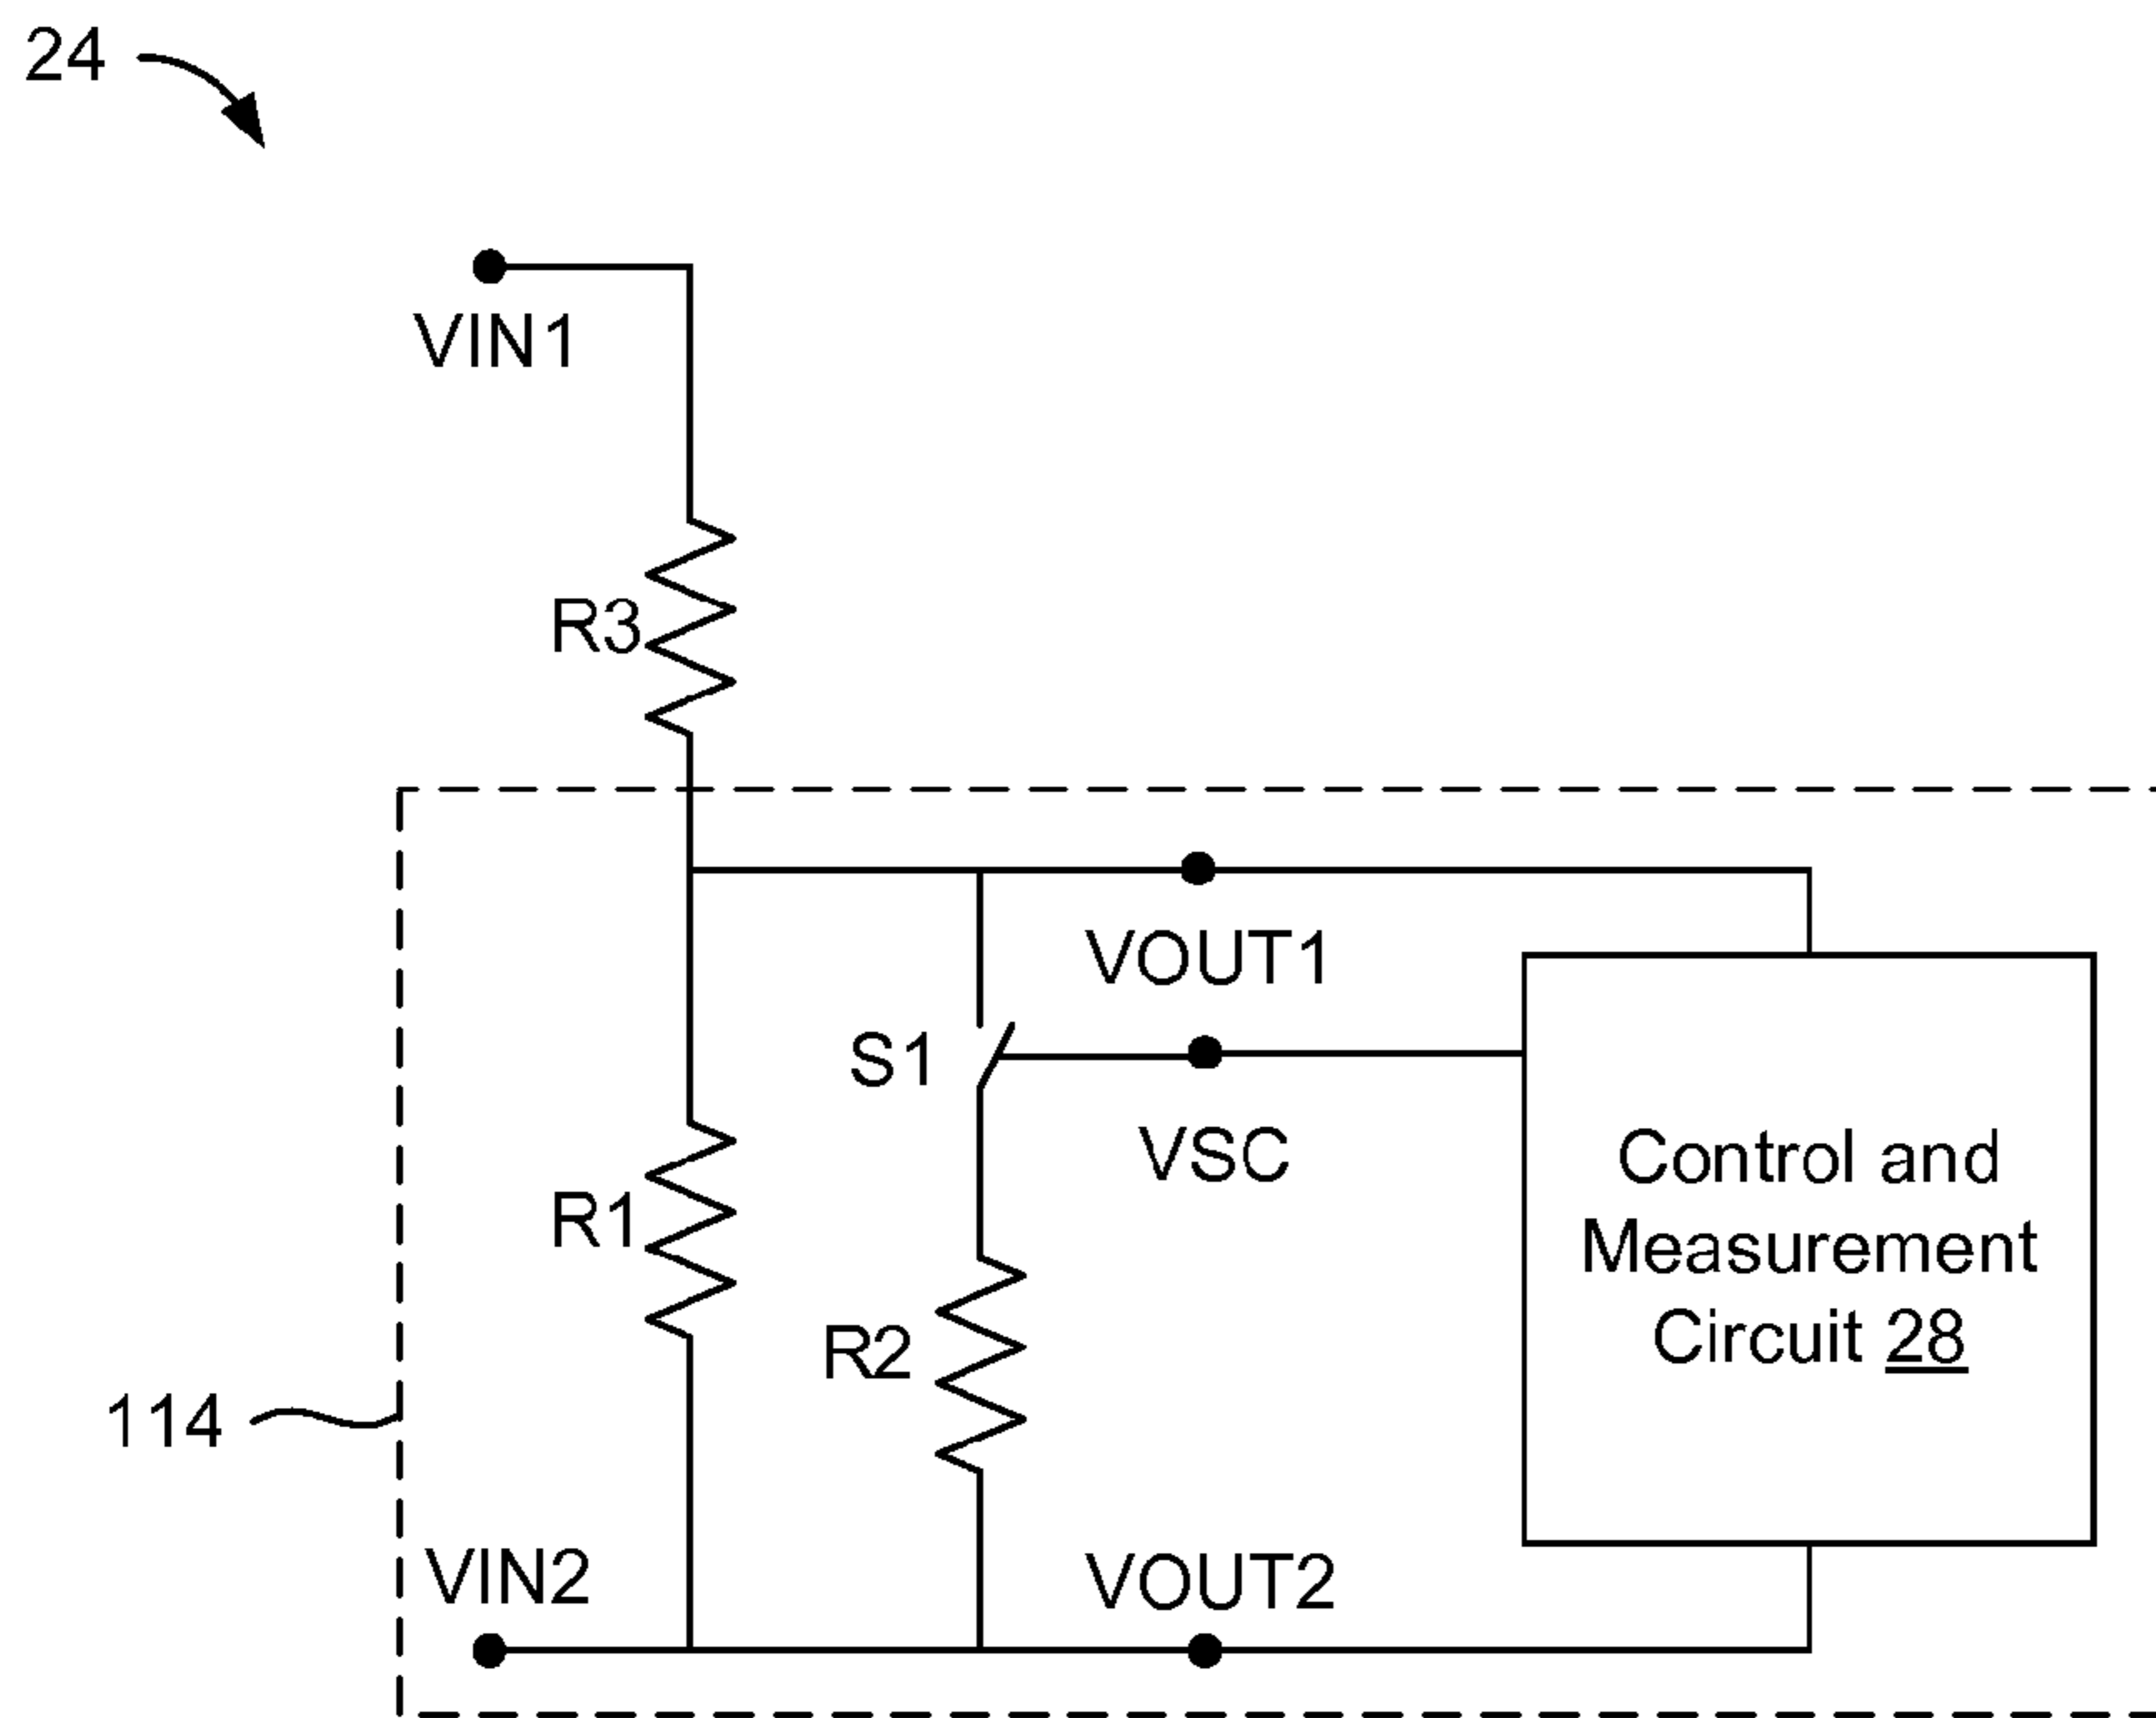 24
VIN1
R3
VOUT1
S1
VSC
R1
R2
Control and
Measurement
Circuit 28
114
VIN2
VOUT2